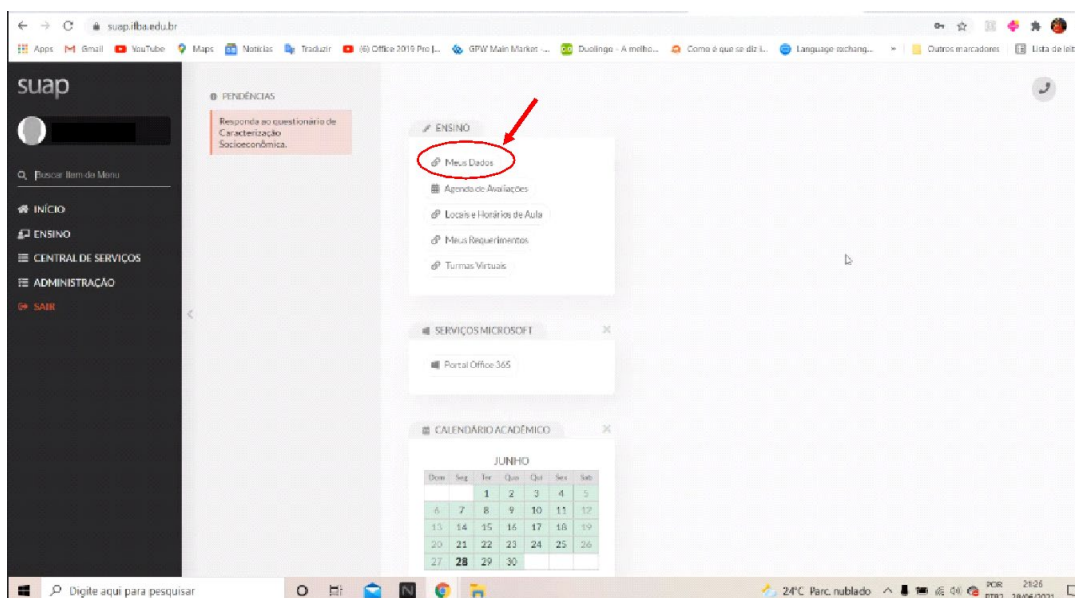 suap.ifba.edu.br
Apps Gmail YouTube Maps Notícias Traduzir (6) Office 2019 Pro |... GPW Main Market -... Duolingo - A melho... Como é que se diz i... Language exchang... » Outros marcadores Lista de leit
suap
Buscar Item de Menu
INÍCIO
ENSINO
CENTRAL DE SERVIÇOS
ADMINISTRAÇÃO
SAIR
PENDÊNCIAS
Responda ao questionário de
Caracterização
Socioeconômica.
ENSINO
Meus Dados
Agenda de Avaliações
Locais e Horários de Aula
Meus Requerimentos
Turmas Virtuais
SERVIÇOS MICROSOFT
Portal Office 365
CALENDÁRIO ACADÊMICO
JUNHO
Dom Seg Ter Qua Qui Sex Sáb
1 2 3 4 5
6 7 8 9 10 11 12
13 14 15 16 17 18 19
20 21 22 23 24 25 26
27 28 29 30
Digite aqui para pesquisar
24°C Parc. nublado
POR 21:26